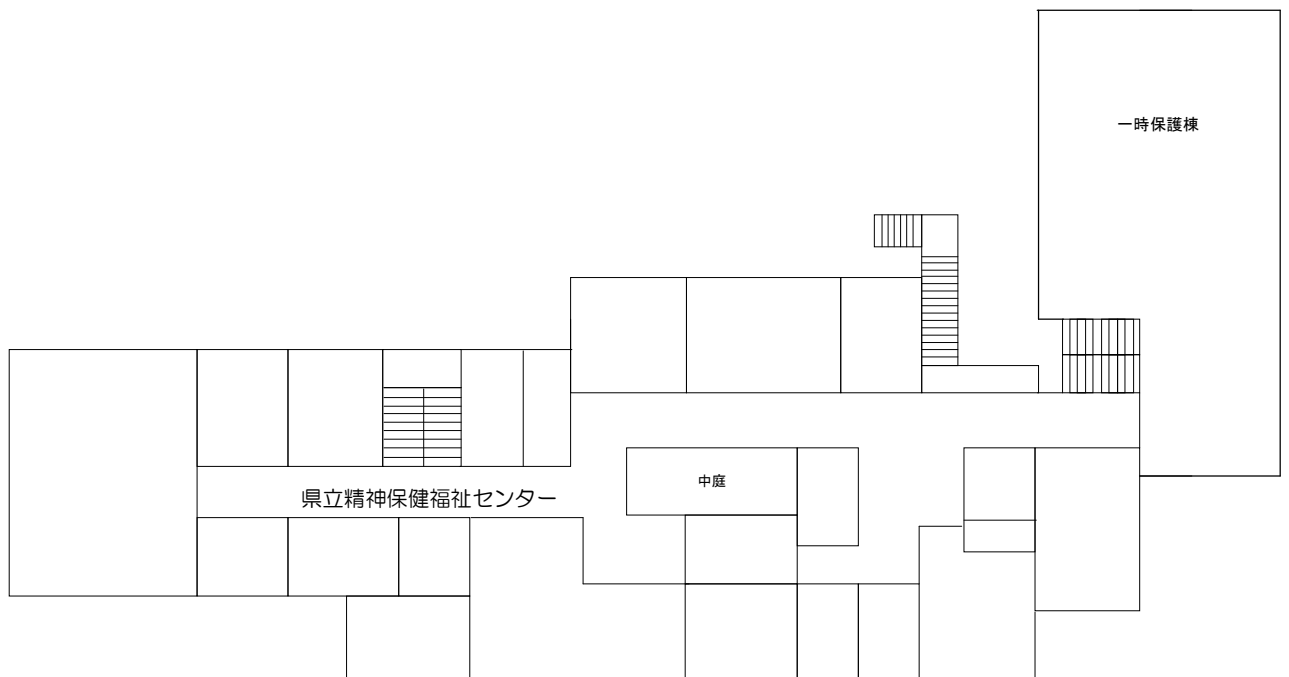 一時保護棟
中庭
県立精神保健福祉センター